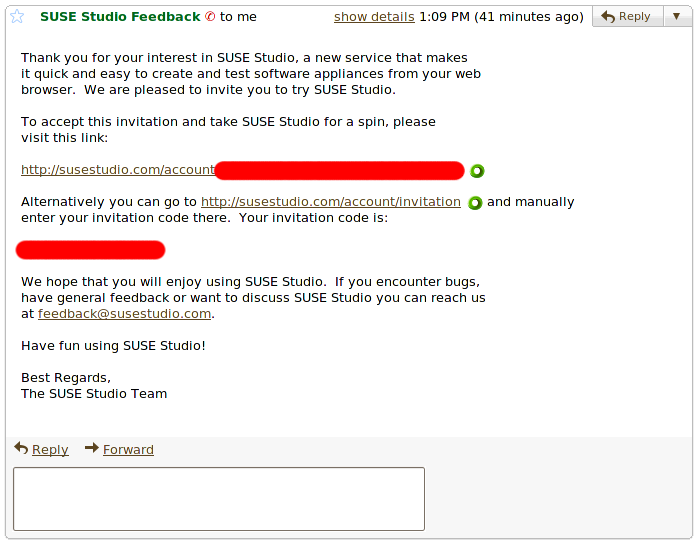 SUSE Studio Feedback to me show details 1:09 PM (41 minutes ago) Reply
Thank you for your interest in SUSE Studio, a new service that makes
it quick and easy to create and test software appliances from your web
browser.  We are pleased to invite you to try SUSE Studio.
To accept this invitation and take SUSE Studio for a spin, please
visit this link:
http://susestudio.com/account
Alternatively you can go to http://susestudio.com/account/invitation and manually
enter your invitation code there.  Your invitation code is:
We hope that you will enjoy using SUSE Studio.  If you encounter bugs,
have general feedback or want to discuss SUSE Studio you can reach us
at feedback@susestudio.com.
Have fun using SUSE Studio!
Best Regards,
The SUSE Studio Team
Reply Forward